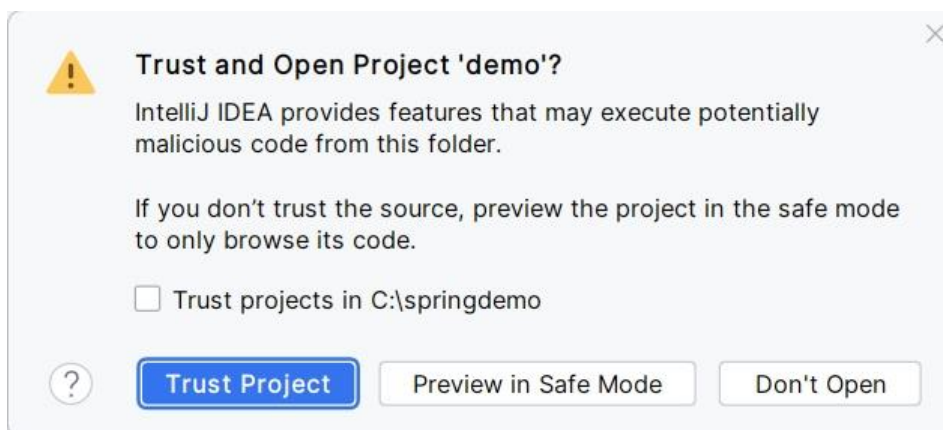 Trust and Open Project 'demo'?
IntelliJ IDEA provides features that may execute potentially
malicious code from this folder.
If you don’t trust the source, preview the project in the safe mode
to only browse its code.
Trust projects in C:\springdemo
? Trust Project Preview in Safe Mode Don't Open